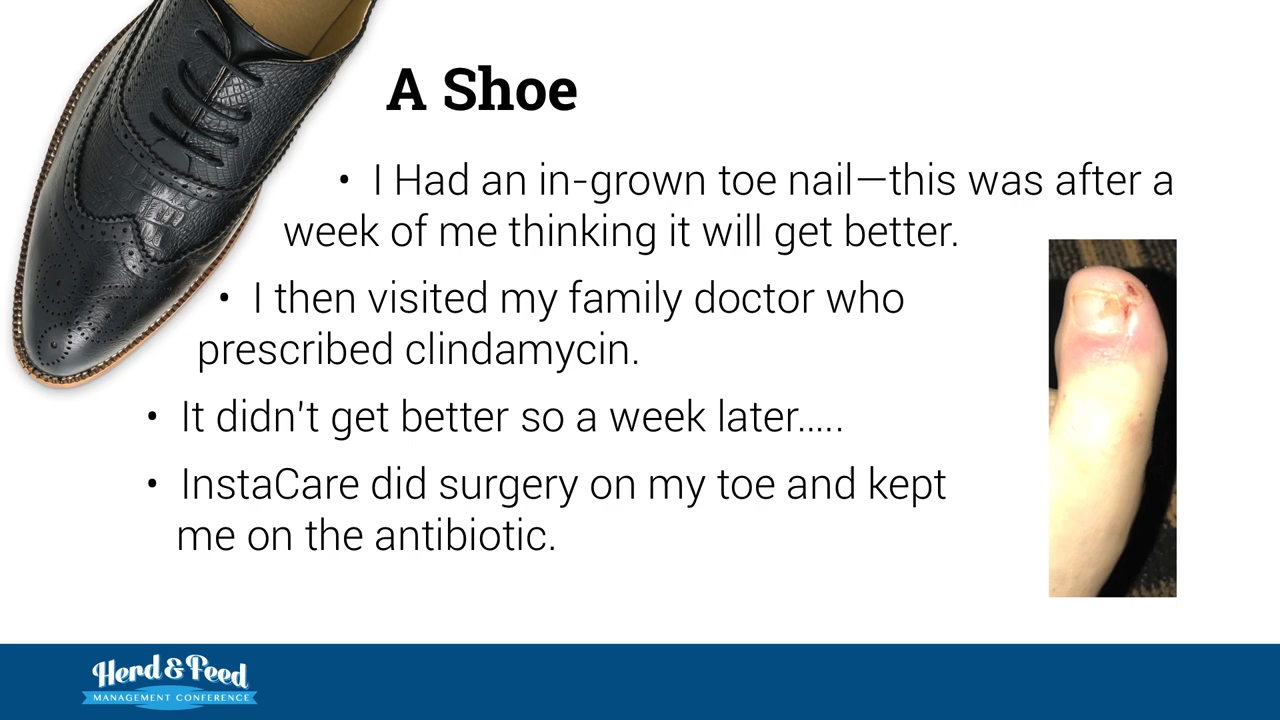 A Shoe
• I Had an in-grown toe nail—this was after a
week of me thinking it will get better.
• I then visited my family doctor who
prescribed clindamycin.
• It didn't get better so a week later…..
• InstaCare did surgery on my toe and kept
me on the antibiotic.
Herd & Feed
MANAGEMENT CONFERENCE